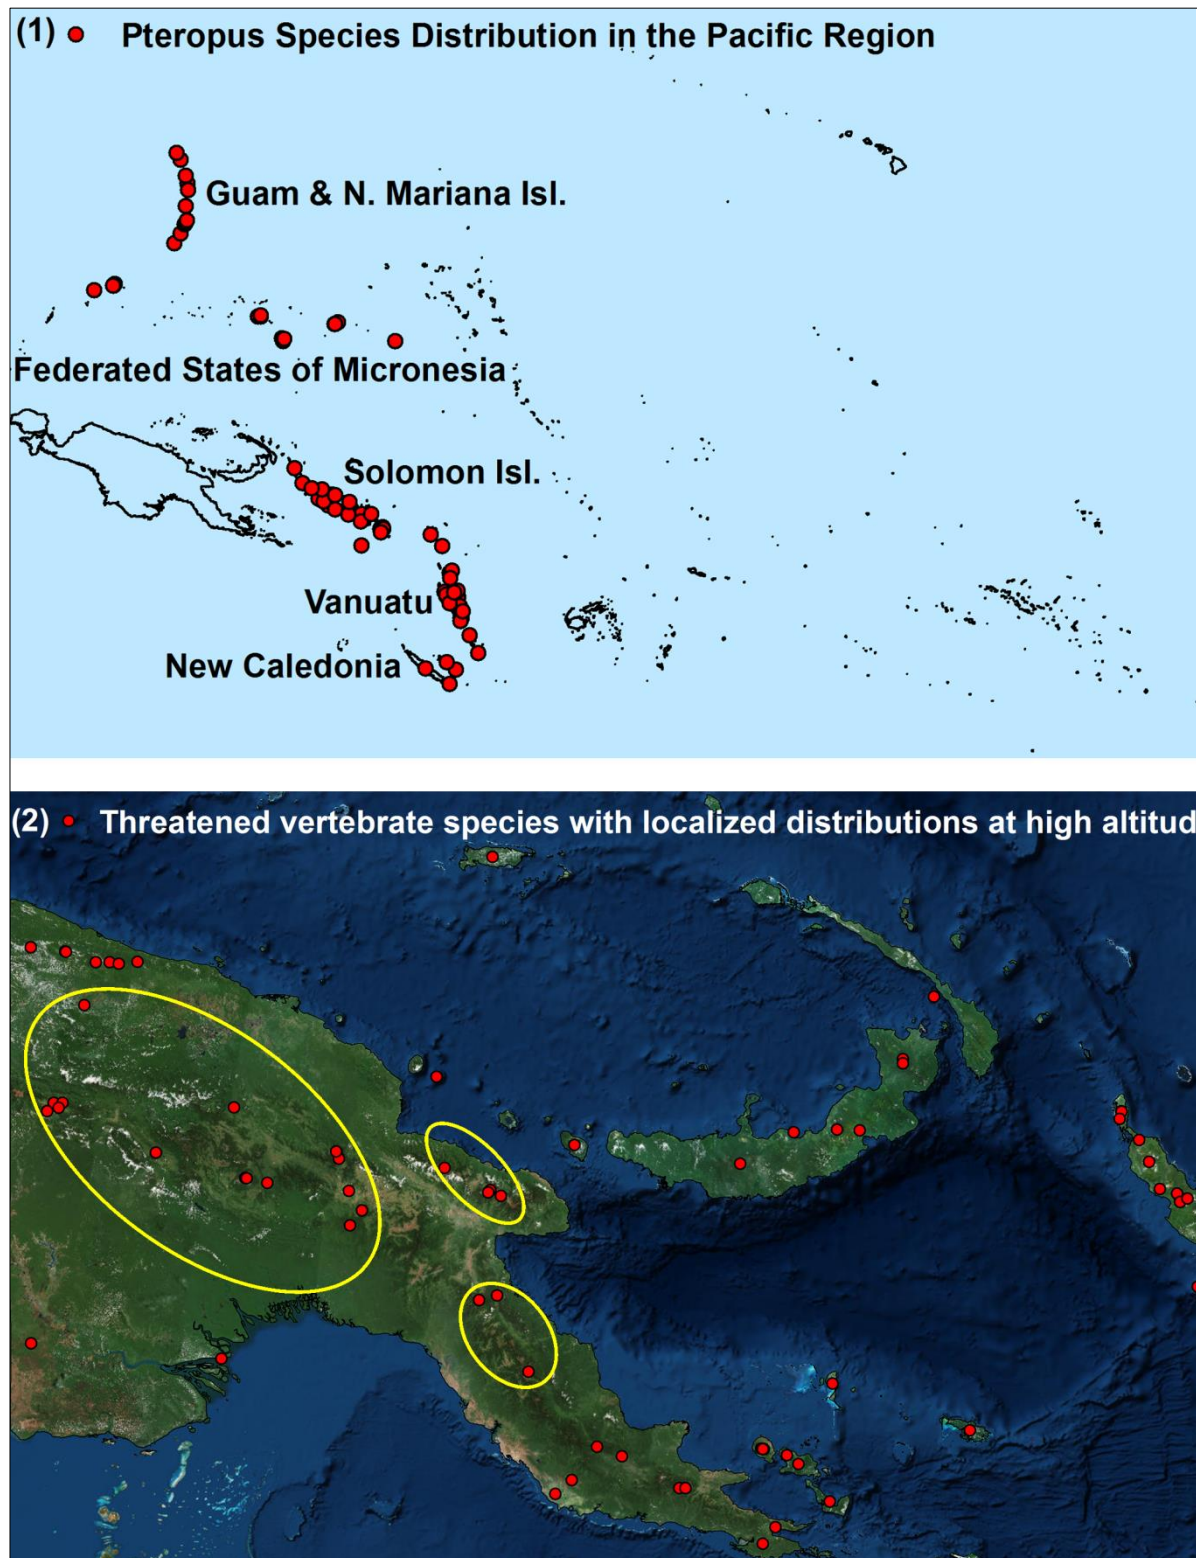 (1) Pteropus Species Distribution in the Pacific Region
Guam & N. Mariana Isl.
Federated States of Micronesia
Solomon Isl.
Vanuatu
New Caledonia
(2) Threatened vertebrate species with localized distributions at high altitud